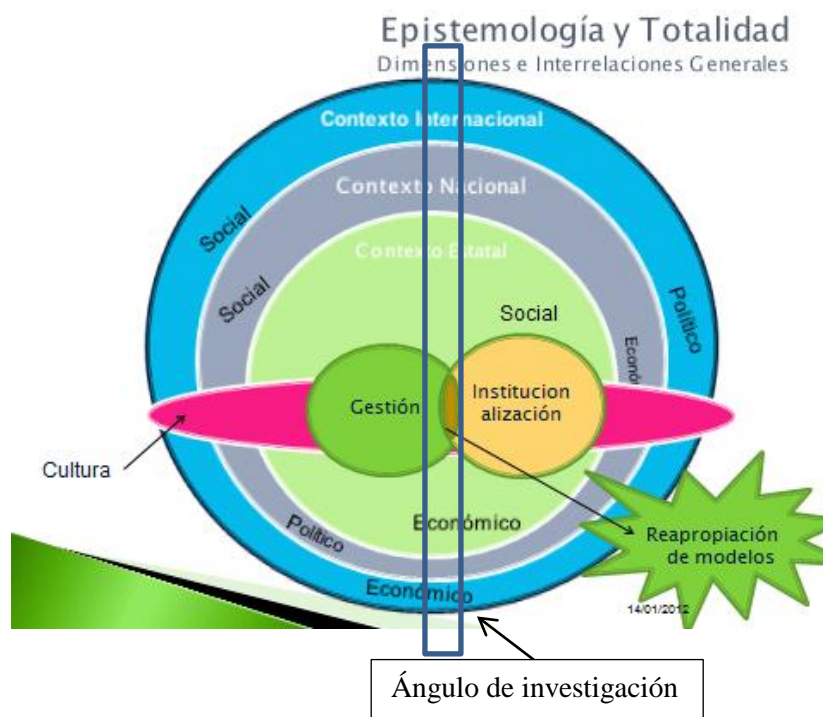 Epistemología y Totalidad
Dimensiones e Interrelaciones Generales
Contexto Internacional
Contexto Nacional
Contexto Estatal
Social
Social
Social
Político
Económ
Gestión
Institucion
alización
Cultura
Económico
Político
Económico
Reapropiación
de modelos
14/01/2012
Ángulo de investigación